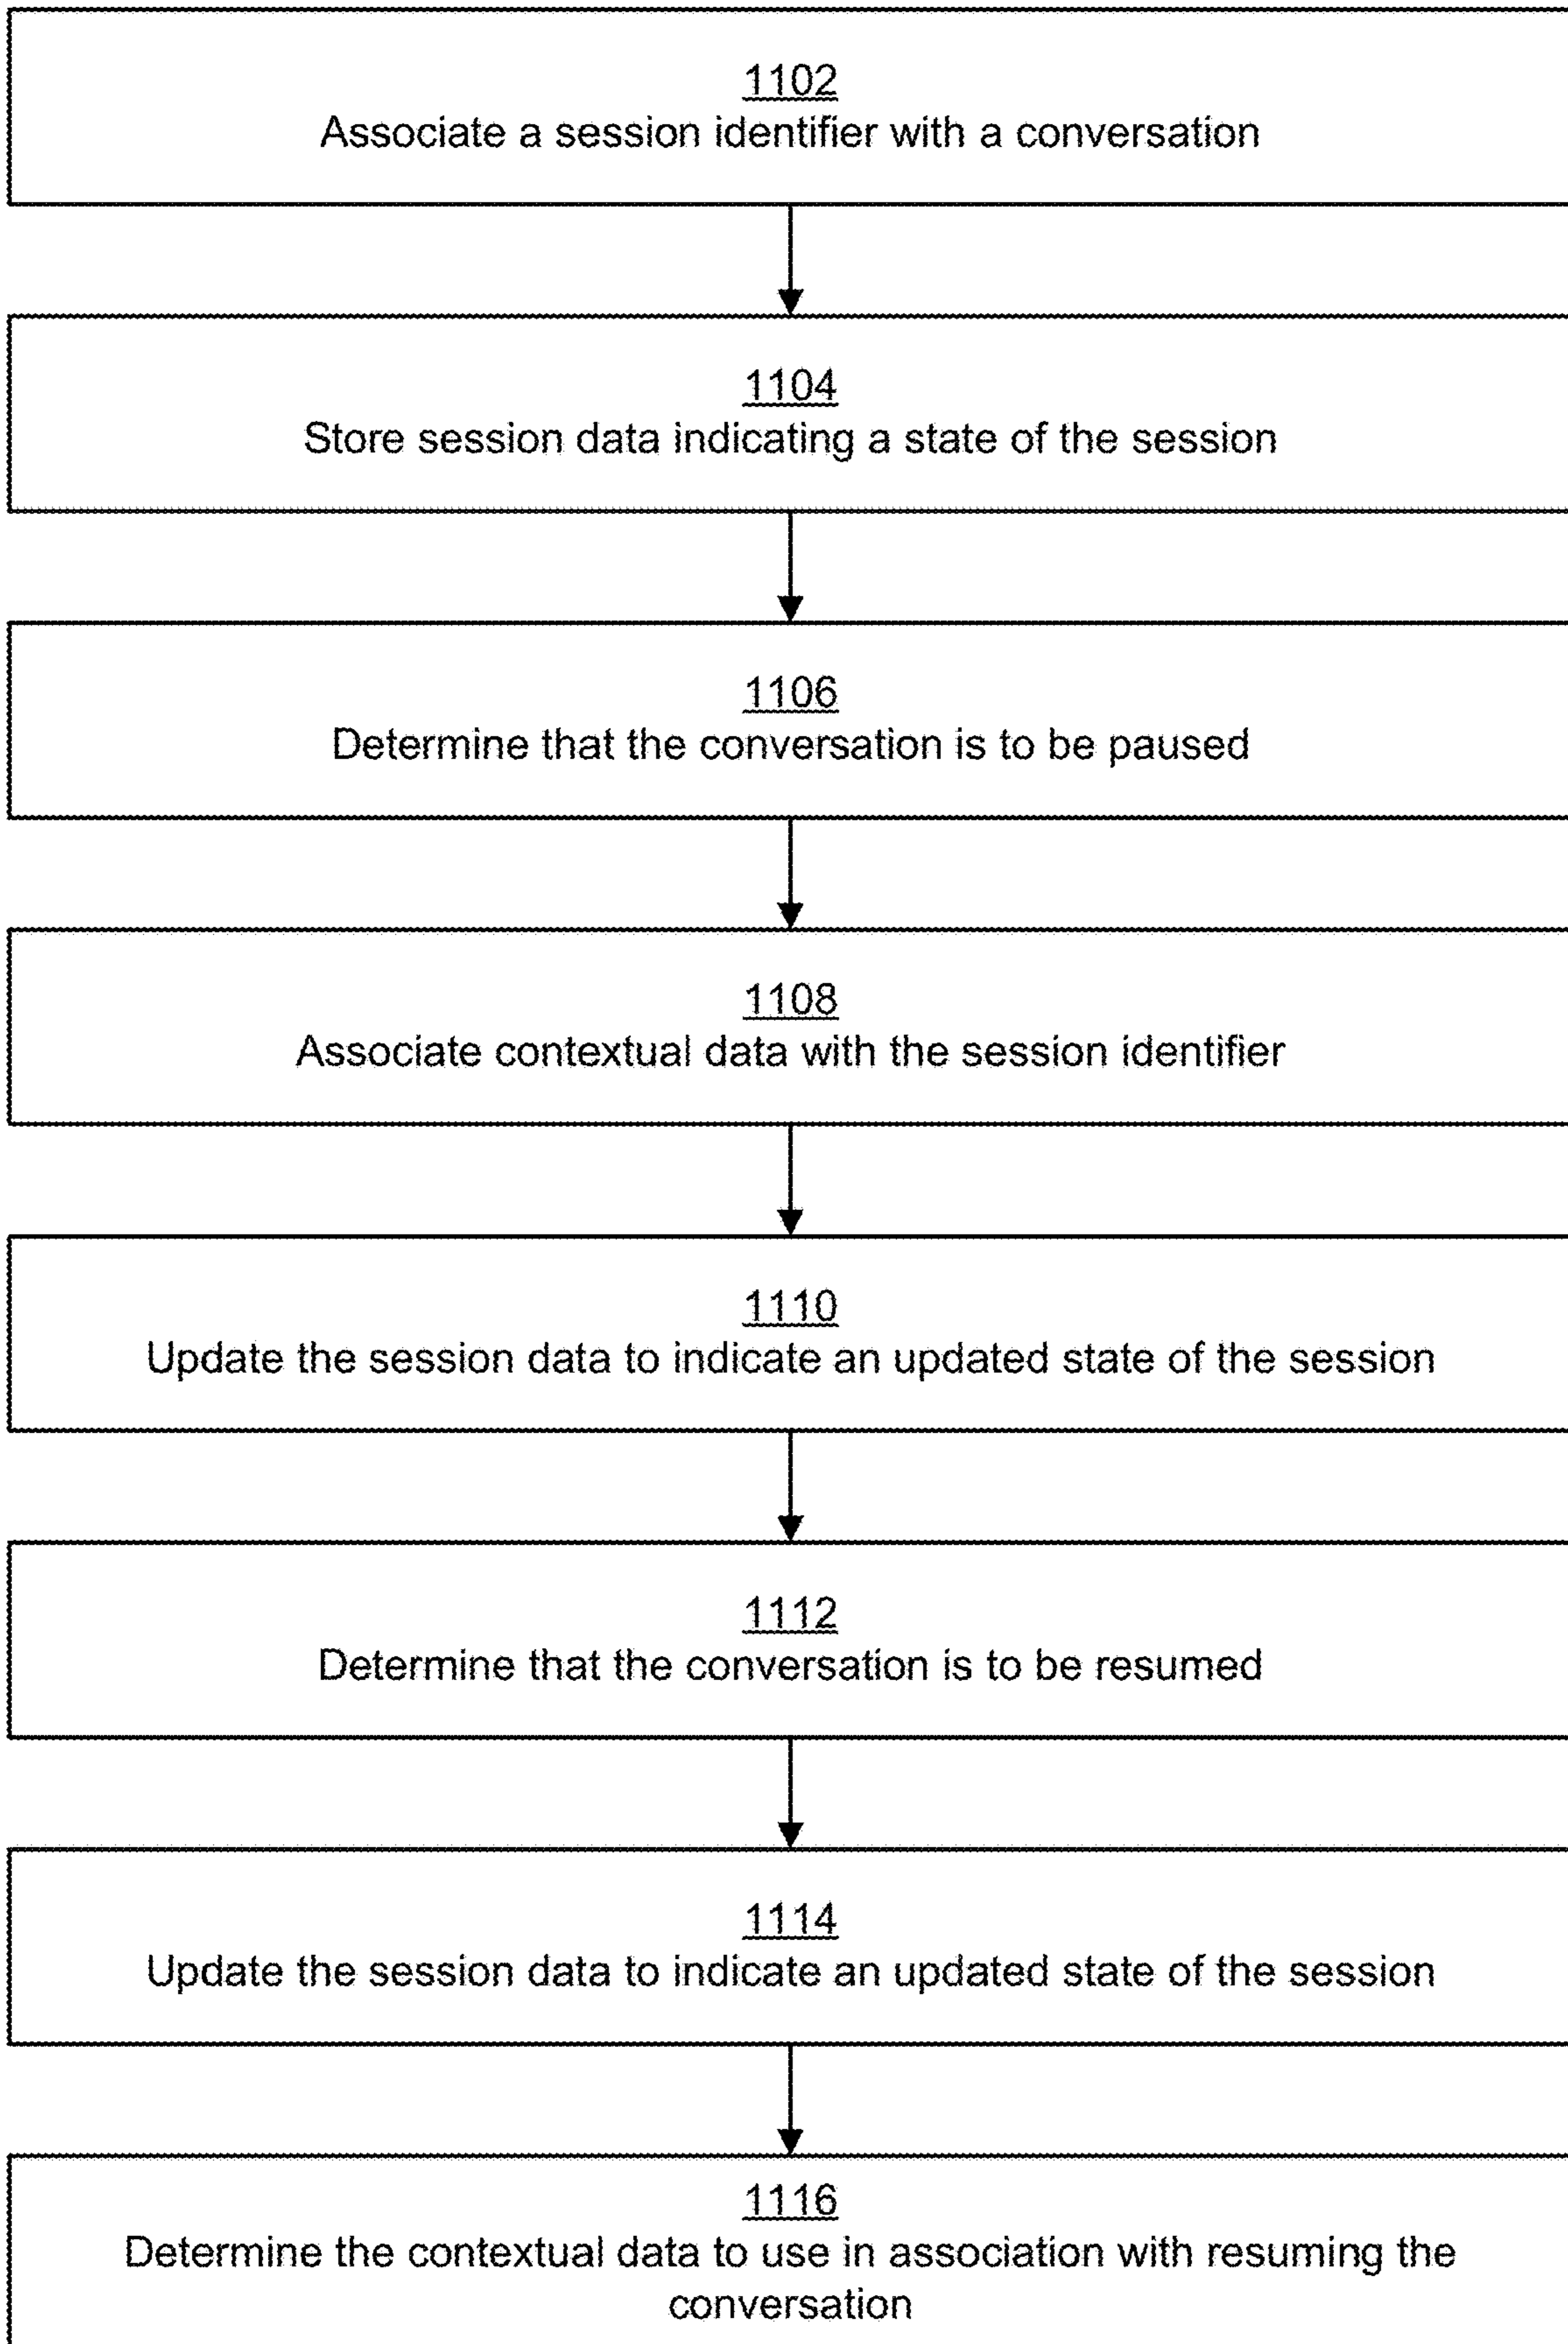 1102
Associate a session identifier with a conversation
1104
Store session data indicating a state of the session
1106
Determine that the conversation is to be paused
1108
Associate contextual data with the session identifier
1110
Update the session data to indicate an updated state of the session
1112
Determine that the conversation is to be resumed
1114
Update the session data to indicate an updated state of the session
1116
Determine the contextual data to use in association with resuming the
conversation